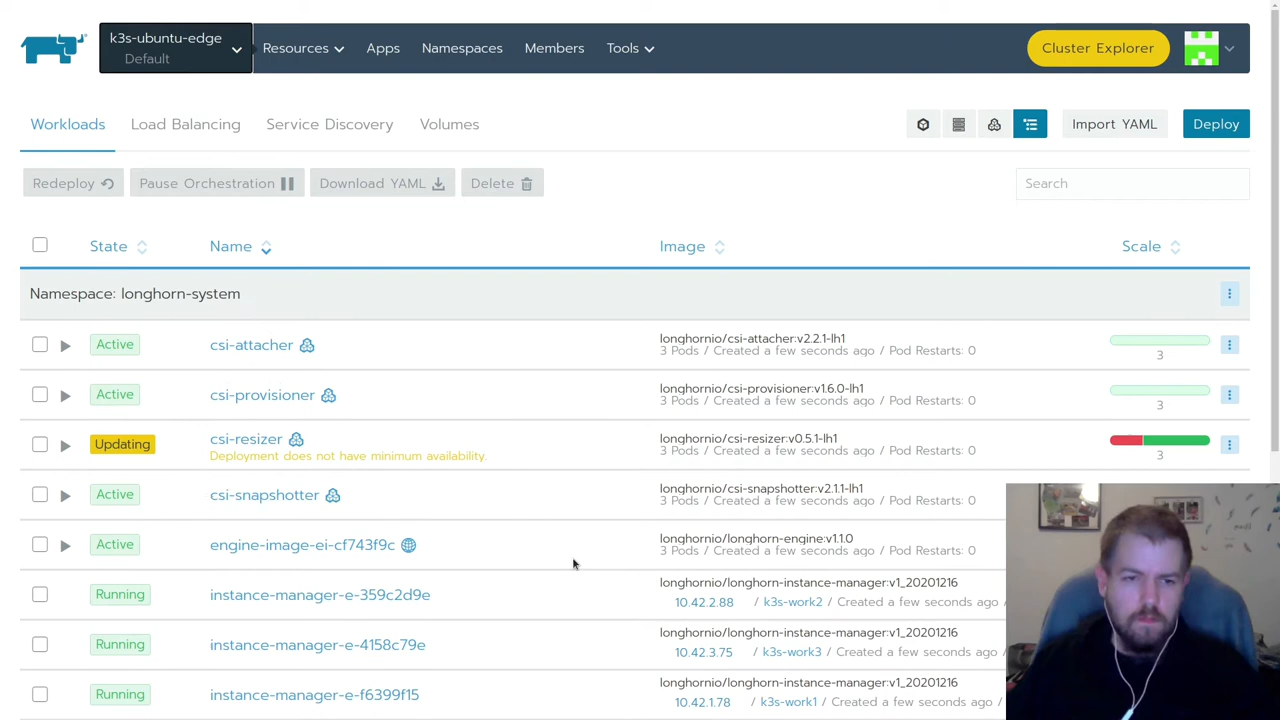 k3s-ubuntu-edge
Default
Resources
Apps
Namespaces
Members
Tools
Cluster Explorer
Workloads
Load Balancing
Service Discovery
Volumes
Import YAML
Deploy
Redeploy
Pause Orchestration
Download YAML
Delete
Search
State
Name
Image
Scale
Namespace: longhorn-system
Active
csi-attacher
longhornio/csi-attacher:v2.2.1-lh1
3 Pods / Created a few seconds ago / Pod Restarts: 0
3
Active
csi-provisioner
longhornio/csi-provisioner:v1.6.0-lh1
3 Pods / Created a few seconds ago / Pod Restarts: 0
3
Updating
csi-resizer
Deployment does not have minimum availability.
longhornio/csi-resizer:v0.5.1-lh1
3 Pods / Created a few seconds ago / Pod Restarts: 0
3
Active
csi-snapshotter
longhornio/csi-snapshotter:v2.1.1-lh1
3 Pods / Created a few seconds ago / Pod Restarts: 0
Active
engine-image-ei-cf743f9c
longhornio/longhorn-engine:v1.1.0
3 Pods / Created a few seconds ago / Pod Restarts: 0
Running
instance-manager-e-359c2d9e
longhornio/longhorn-instance-manager:v1_20201216
10.42.2.88 / k3s-work2 / Created a few seconds ago /
Running
instance-manager-e-4158c79e
longhornio/longhorn-instance-manager:v1_20201216
10.42.3.75 / k3s-work3 / Created a few seconds ago /
Running
instance-manager-e-f6399f15
longhornio/longhorn-instance-manager:v1_20201216
10.42.1.78 / k3s-work1 / Created a few seconds ago /